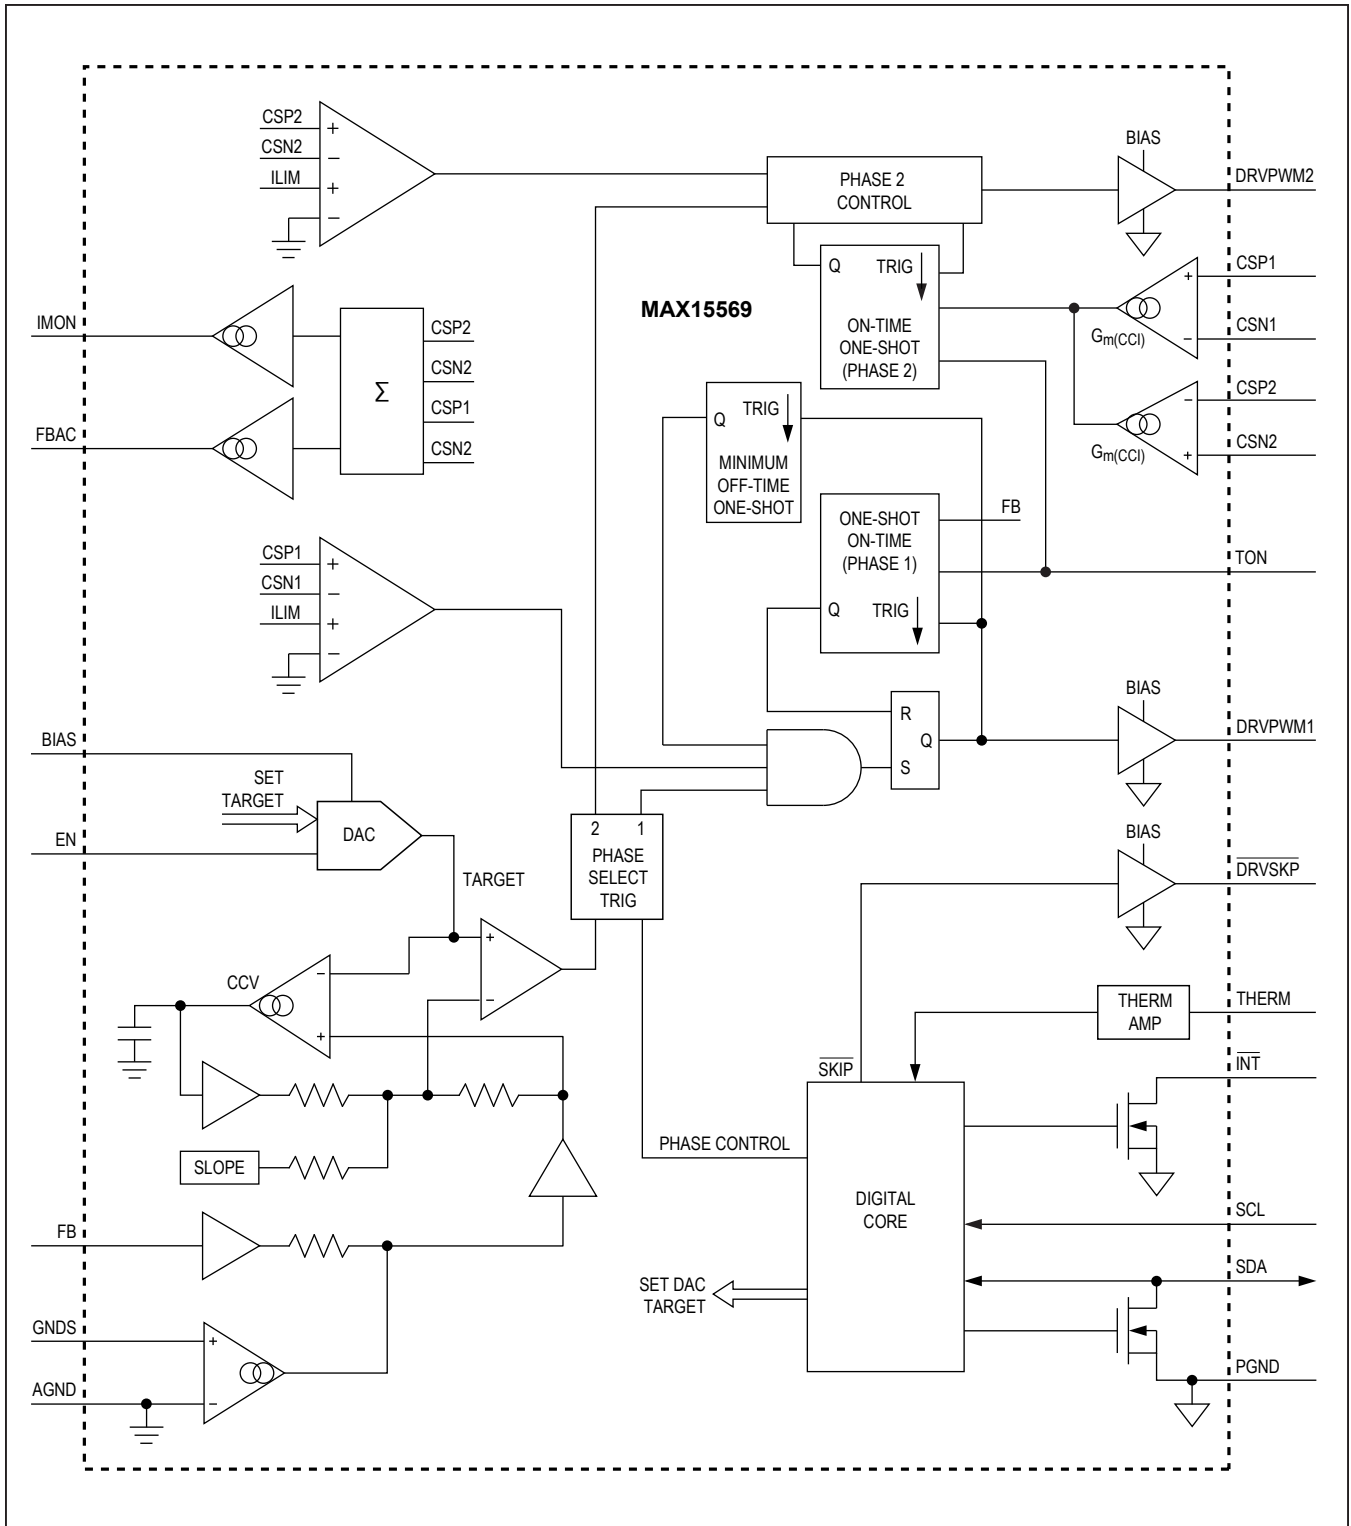 CSP2
+
CSN2
−
ILIM
+
−
BIAS
PHASE 2
CONTROL
DRVPWM2
Q
TRIG
ON-TIME
ONE-SHOT
(PHASE 2)
MAX15569
CSP1
+
Gm(CCI)
−
CSN1
CSP2
−
Gm(CCI)
+
CSN2
IMON
FBAC
Σ
CSP2
CSN2
CSP1
CSN2
Q
TRIG
MINIMUM
OFF-TIME
ONE-SHOT
ONE-SHOT
ON-TIME
(PHASE 1)
Q
TRIG
FB
TON
CSP1
+
CSN1
−
ILIM
+
−
R
Q
S
BIAS
DRVPWM1
BIAS
SET
TARGET
DAC
EN
TARGET
2 1
PHASE
SELECT
TRIG
BIAS
DRVSKP
+
−
CCV
−
+
THERM
AMP
THERM
SKIP
INT
SLOPE
PHASE CONTROL
DIGITAL
CORE
SCL
FB
SDA
SET DAC
TARGET
GNDS
+
AGND
−
PGND